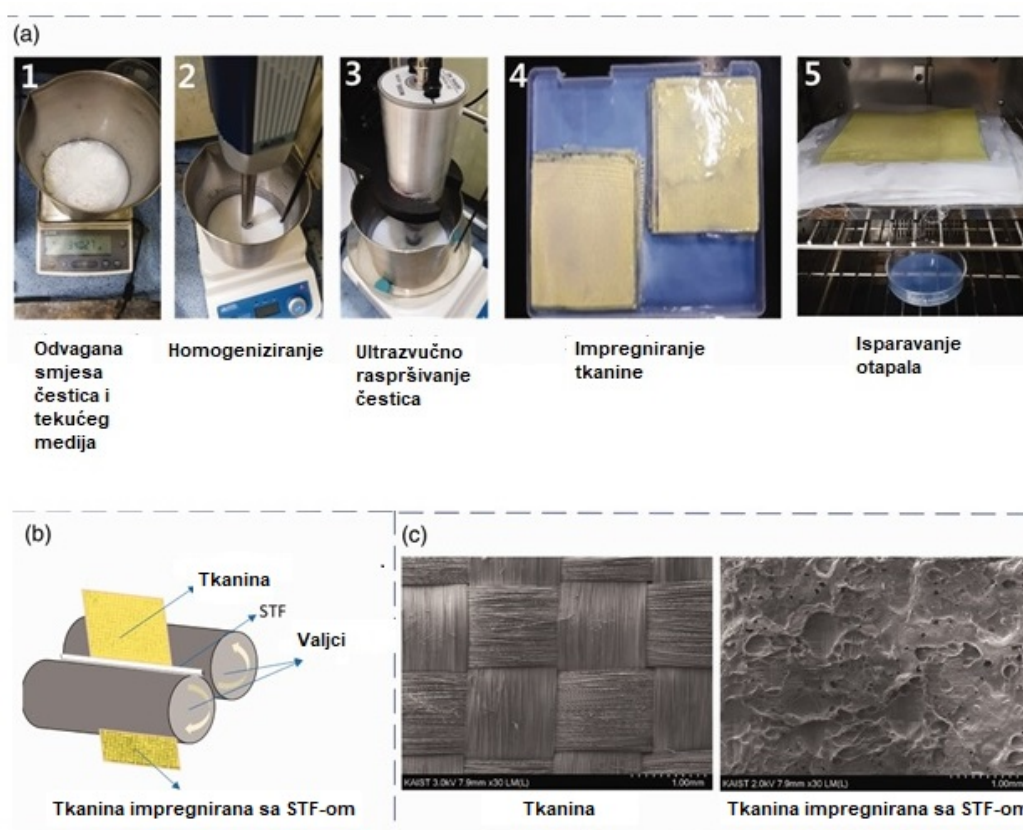 (a)
1
2
3
4
5
Odvagana
smjesa
čestica i
tekućeg
medija
Homogeniziranje
Ultrazvučno
raspršivanje
čestica
Impregniranje
tkanine
Isparavanje
otapala
(b)
Tkanina
STF
Valjci
Tkanina impregnirana sa STF-om
(c)
KAIST 3.0kV 7.9mm x30 LM(L)
1.00mm
Tkanina
KAIST 2.0kV 7.9mm x30 LM(L)
1.00mm
Tkanina impregnirana sa STF-om